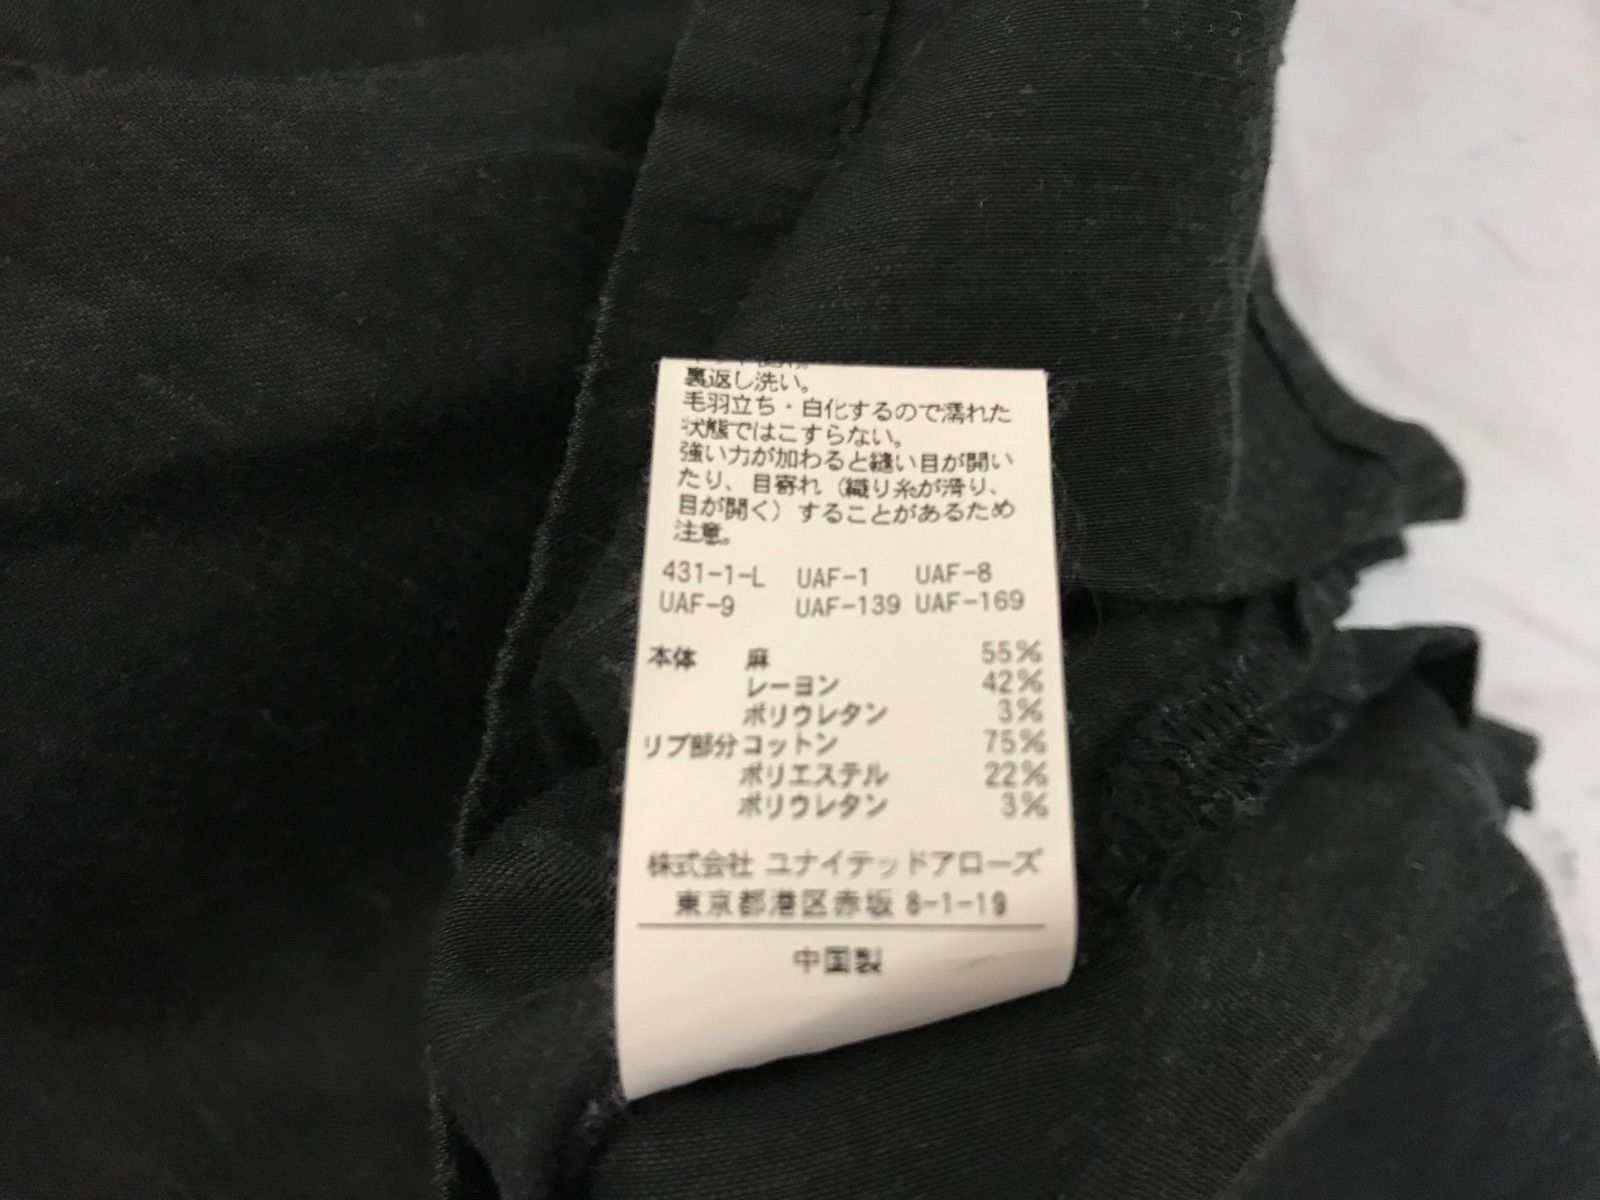 裏返し洗い。
毛羽立ち・白化するので濡れた
状態ではこすらない。
強い力が加わると縫い目が開い
たり、目寄れ（織り糸が滑り、
目が開く）することがあるため
注意。
431-1-L UAF-1 UAF-8
UAF-9 UAF-139 UAF-169
本体 麻 55%
レーヨン 42%
ポリウレタン 3%
リブ部分 コットン 75%
ポリエステル 22%
ポリウレタン 3%
株式会社 ユナイテッドアローズ
東京都港区赤坂 8-1-19
中国製